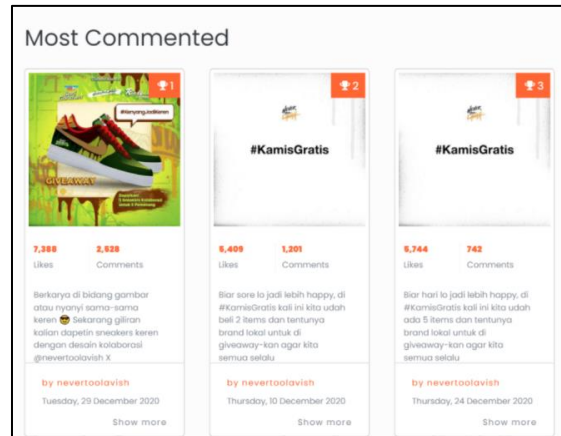 Most Commented
1
#KenyangJadiKeren
GIVEAWAY
7,388 2,628
Likes Comments
Berkarya di bidang gambar
atau nyanyi sama-sama
keren 😎 Sekarang giliran
kalian dapetin sneakers keren
dengan desain kolaborasi
@nevertoolavish X
by nevertoolavish
Tuesday, 29 December 2020
Show more
2
#KamisGratis
1,201
Likes Comments
Biar sore lo jadi lebih happy, di
#KamisGratis kali ini kita udah
beli 2 items dan tentunya
brand lokal untuk di
giveaway-kan agar kita
semua selalu
by nevertoolavish
Thursday, 10 December 2020
Show more
3
#KamisGratis
742
Likes Comments
Biar hari lo jadi lebih happy, di
#KamisGratis kali ini kita udah
ada 5 items dan tentunya
brand lokal untuk di
giveaway-kan agar kita
semua selalu
by nevertoolavish
Thursday, 24 December 2020
Show more